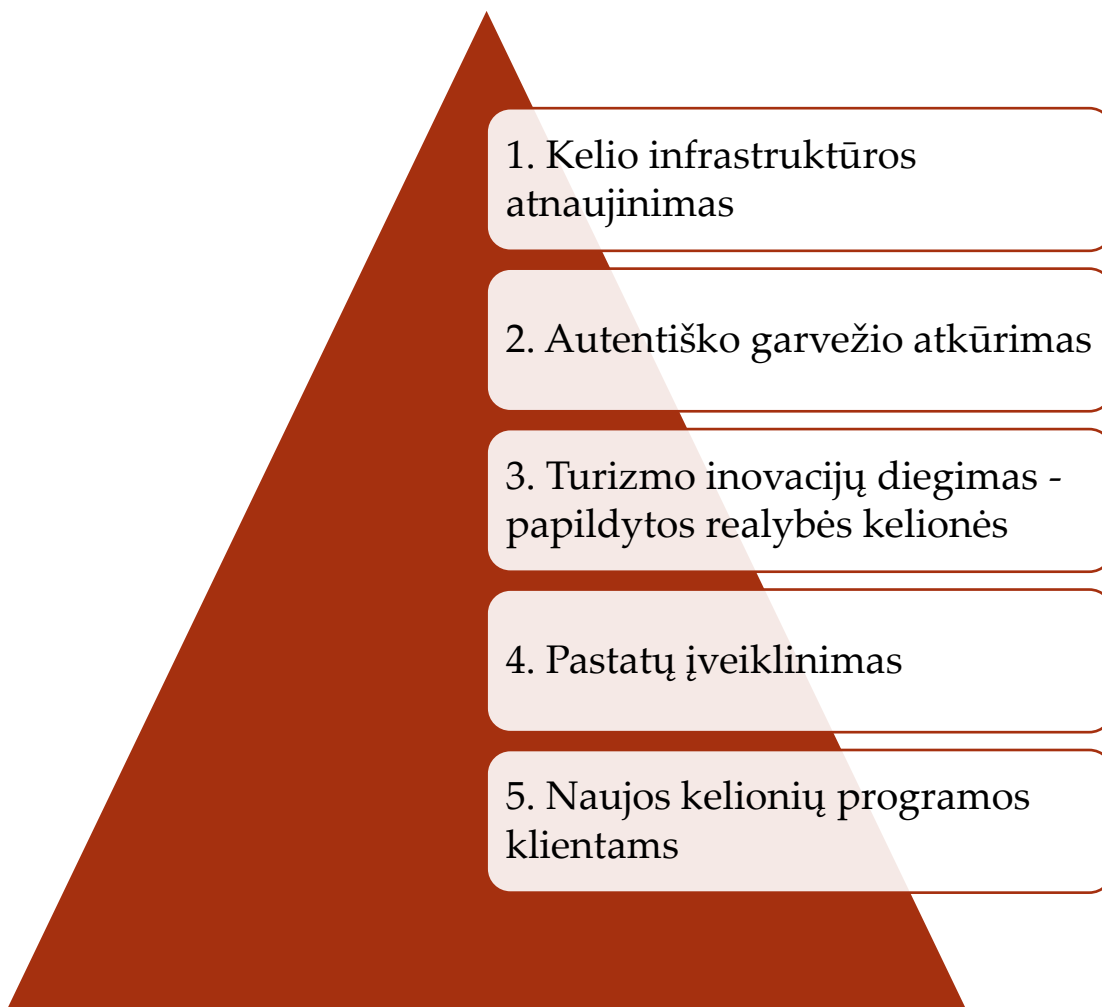 1. Kelio infrastruktūros
atnaujinimas
2. Autentiško garvežio atkūrimas
3. Turizmo inovacijų diegimas -
papildytos realybės kelionės
4. Pastatų įveiklinimas
5. Naujos kelionių programos
klientams